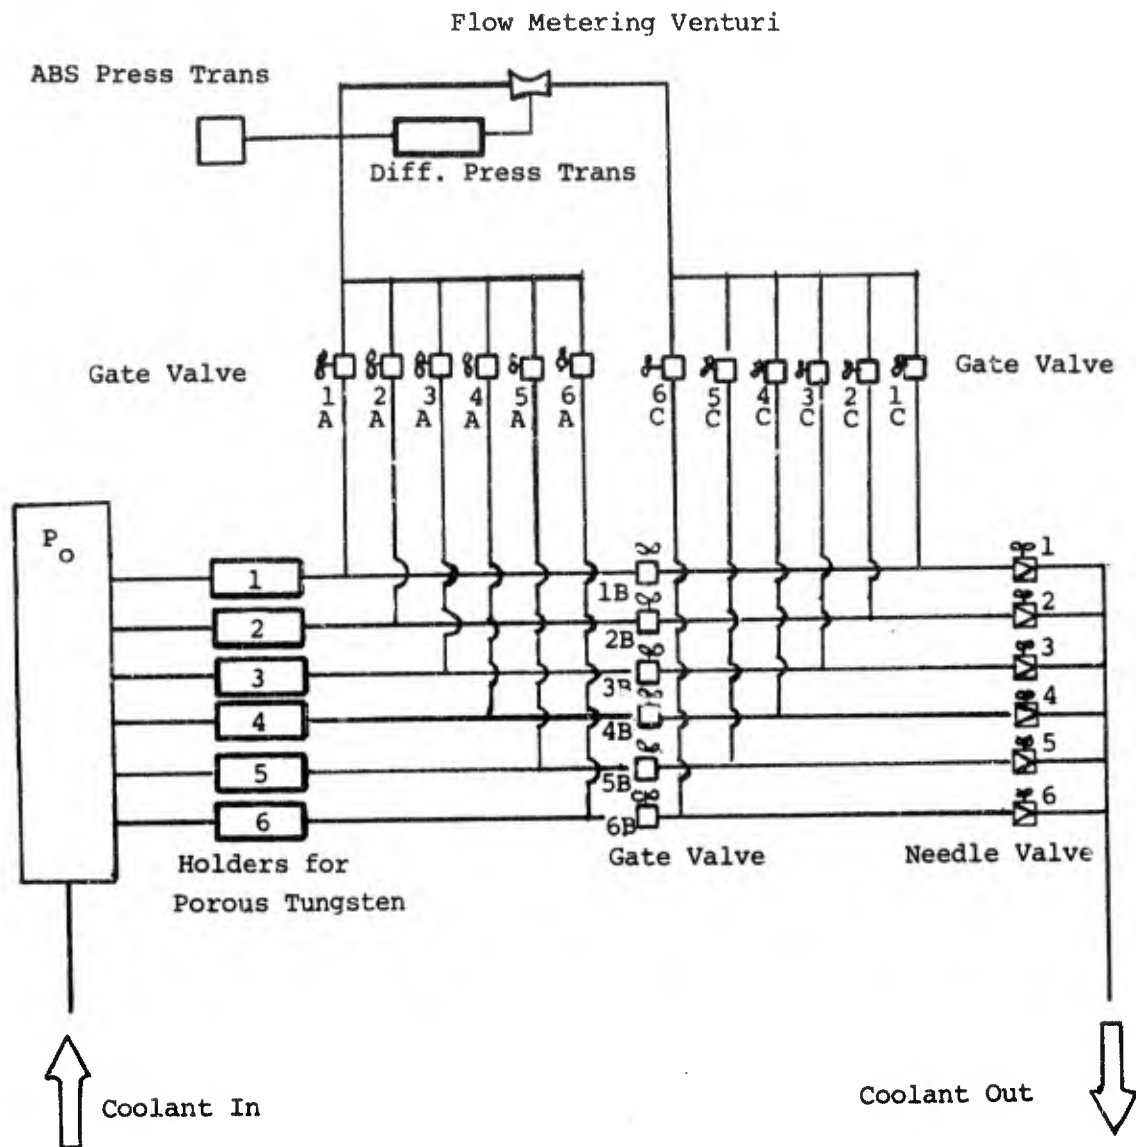 Flow Metering Venturi
ABS Press Trans
Diff. Press Trans
Gate Valve
1 2 3 4 5 6 6 5 4 3 2 1
A A A A A A C C C C C C
Gate Valve
Po
1
1B
1
2
2B
2
3
3B
3
4
4B
4
5
5B
5
6
6B
6
Holders for
Porous Tungsten
Gate Valve
Needle Valve
Coolant In
Coolant Out